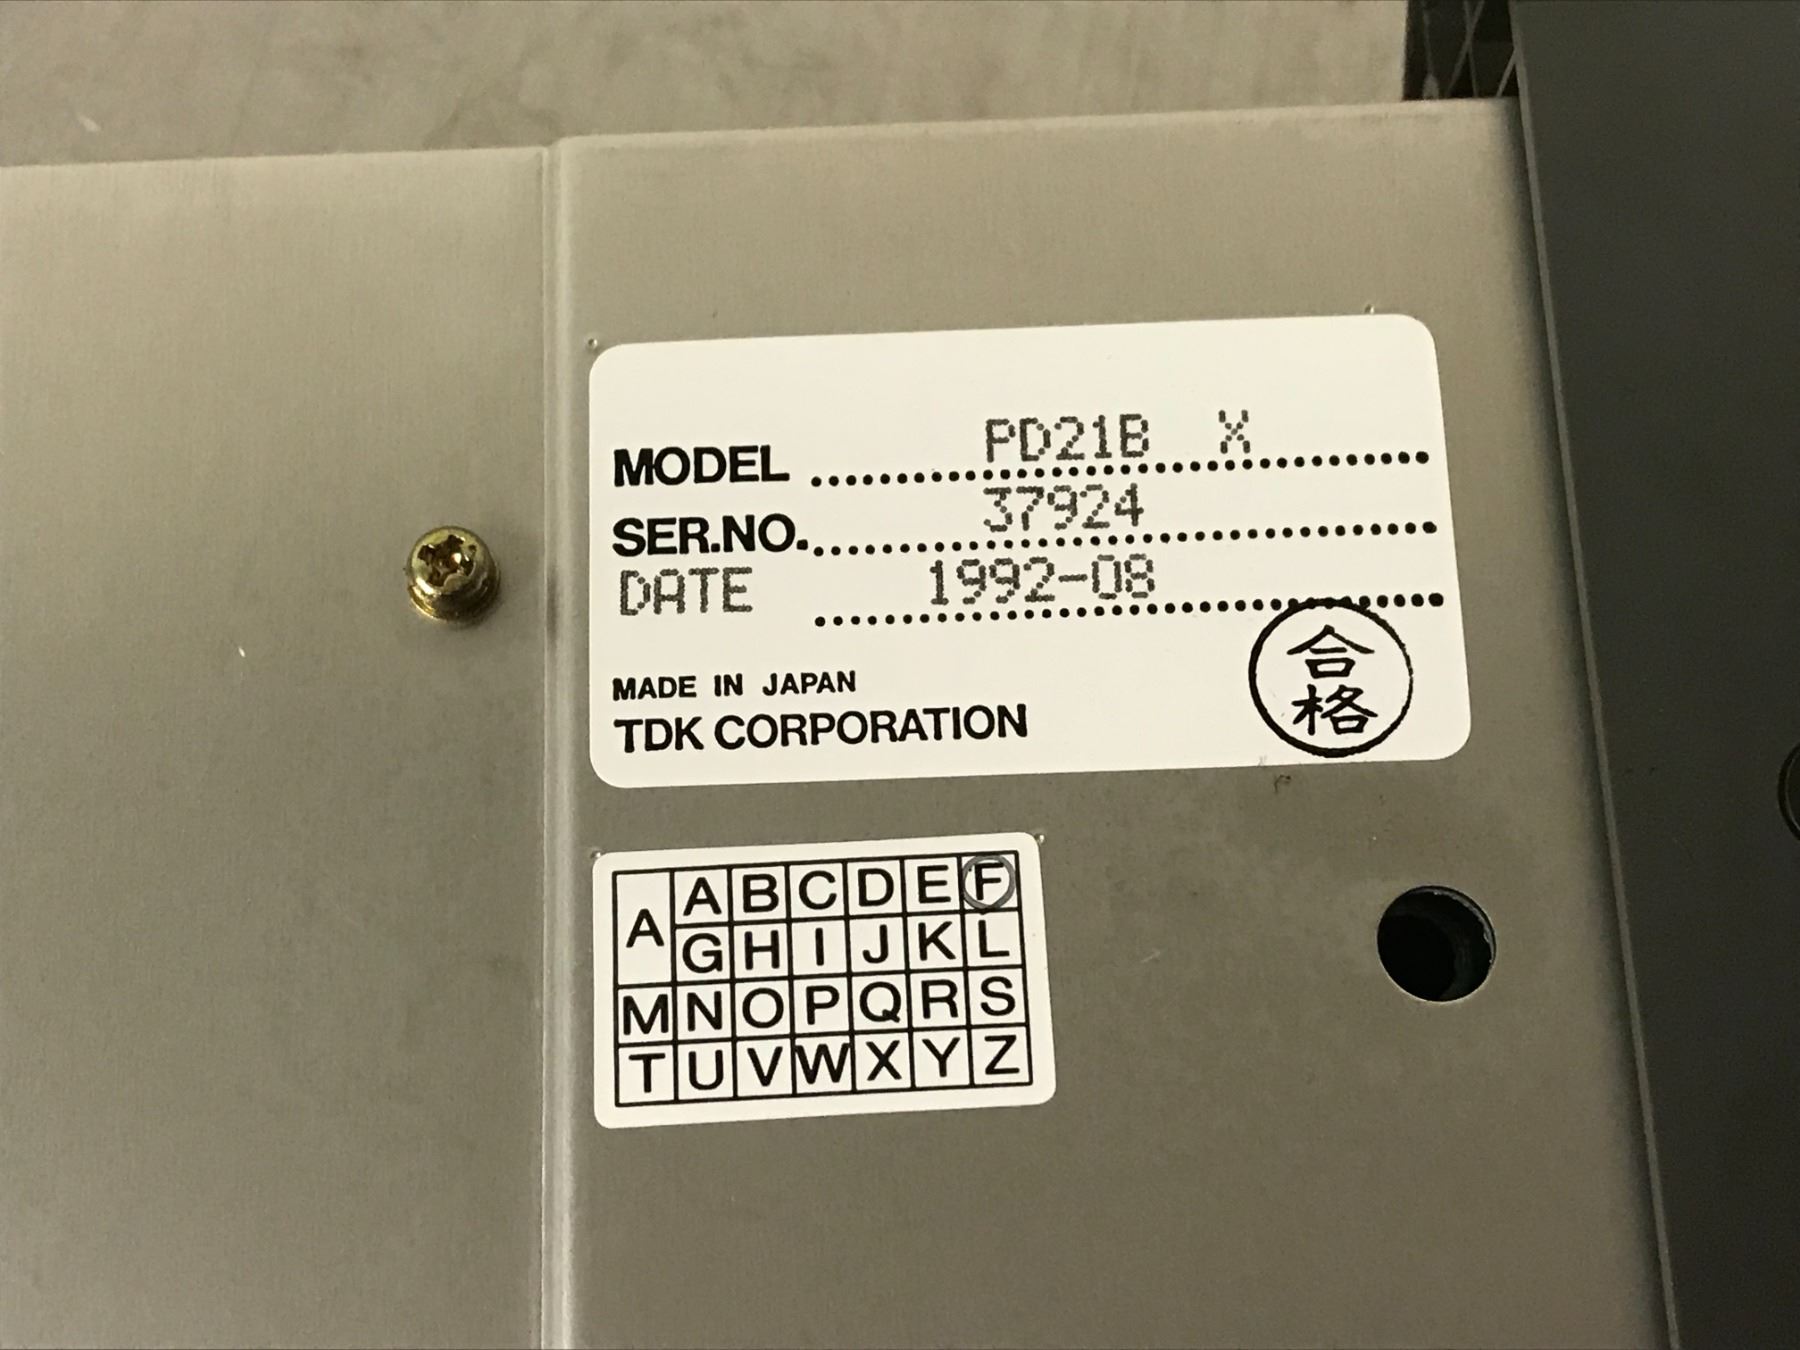 MODEL ........ PD21B X
SER.NO. ........ 37924
DATE ........ 1992-08
MADE IN JAPAN
TDK CORPORATION
合格
A A B C D E F
G H I J K L
M N O P Q R S
T U V W X Y Z